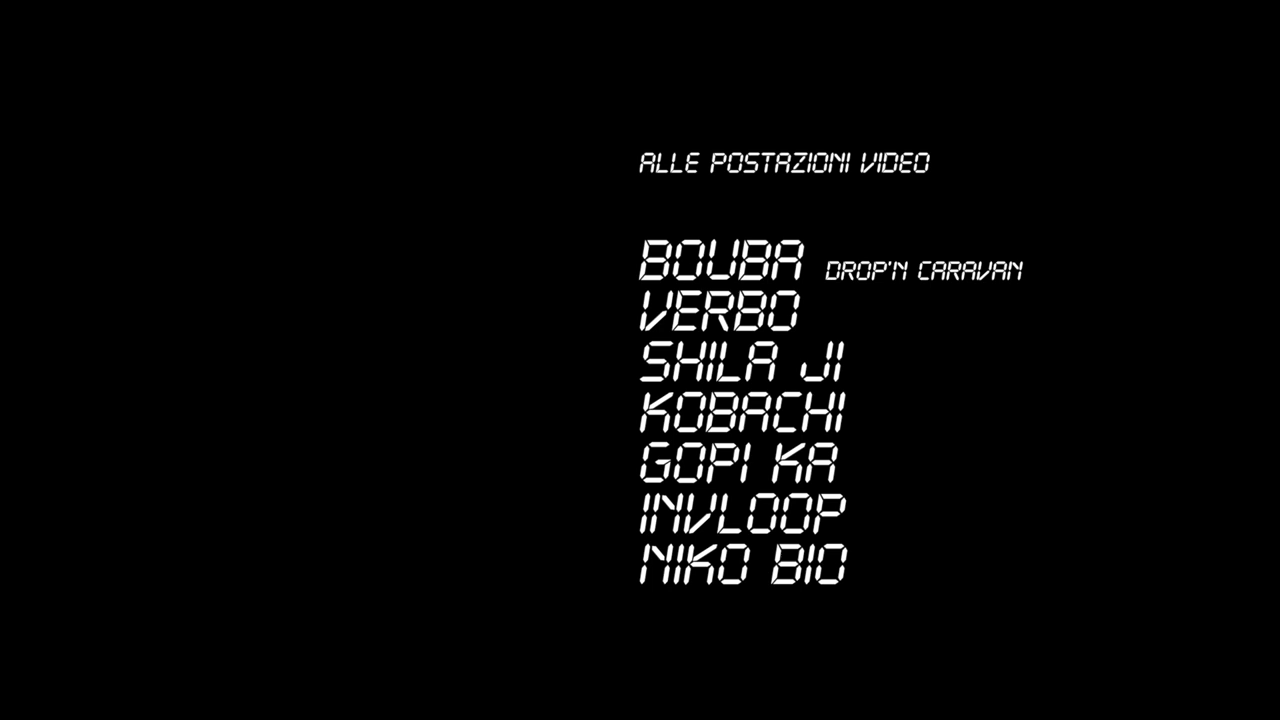 ALLE POSTAZIONI VIDEO
BOUBA DROP'N CARAVAN
VERBO
SHILA JI
KOBACHI
GOPI KA
INVLOOP
NIKO BIO